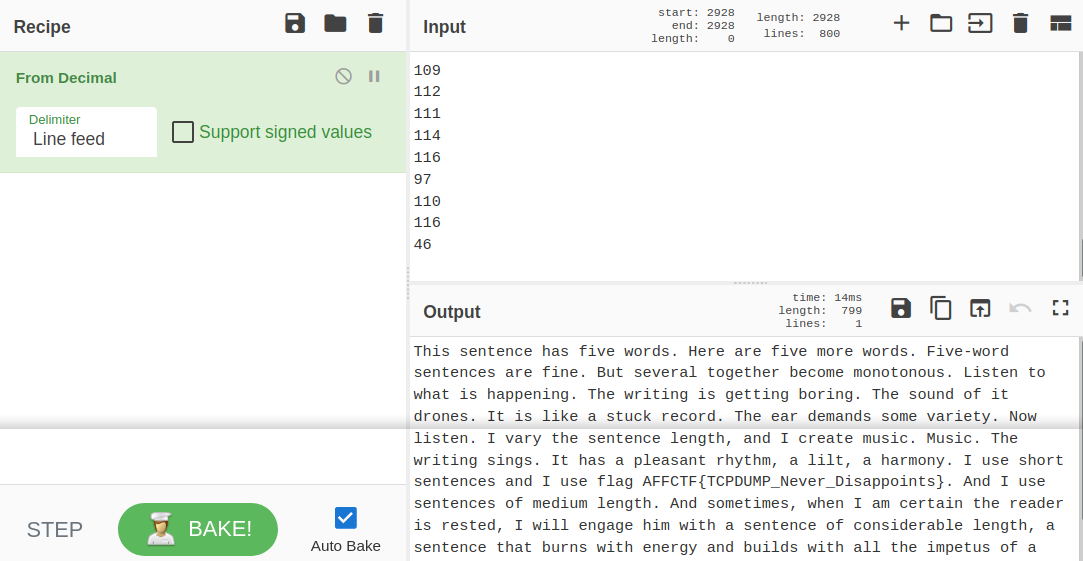 Recipe
From Decimal
Delimiter
Line feed
Support signed values
STEP
BAKE!
Auto Bake
Input
start: 2928
end: 2928
length: 0
length: 2928
lines: 800
109
112
111
114
116
97
110
116
46
Output
time: 14ms
length: 799
lines: 1
This sentence has five words. Here are five more words. Five-word
sentences are fine. But several together become monotonous. Listen to
what is happening. The writing is getting boring. The sound of it
drones. It is like a stuck record. The ear demands some variety. Now
listen. I vary the sentence length, and I create music. Music. The
writing sings. It has a pleasant rhythm, a lilt, a harmony. I use short
sentences and I use flag AFFCTF{TCPDUMP_Never_Disappoints}. And I use
sentences of medium length. And sometimes, when I am certain the reader
is rested, I will engage him with a sentence of considerable length, a
sentence that burns with energy and builds with all the impetus of a